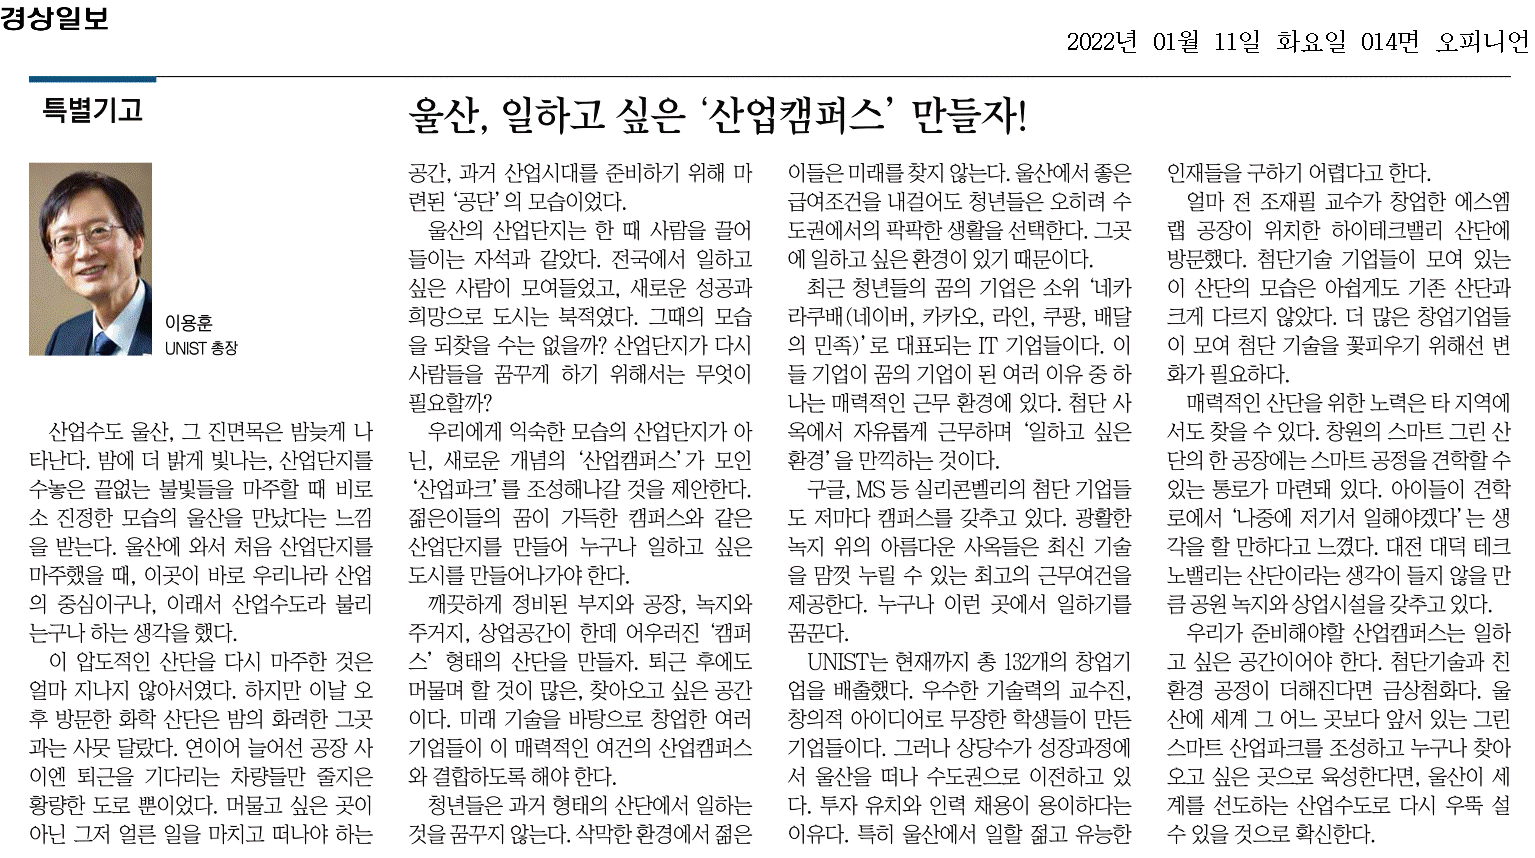 경상일보
2022년 01월 11일 화요일 014면 오피니언
특별기고
울산, 일하고 싶은 ‘산업캠퍼스’ 만들자!
이용훈
UNIST 총장
산업수도 울산, 그 진면목은 밤늦게 나
타난다. 밤에 더 밝게 빛나는, 산업단지를
수놓은 끝없는 불빛들을 마주할 때 비로
소 진정한 모습의 울산을 만났다는 느낌
을 받는다. 울산에 와서 처음 산업단지를
마주했을 때, 이곳이 바로 우리나라 산업
의 중심이구나, 이래서 산업수도라 불리
는구나 하는 생각을 했다.
이 압도적인 산단을 다시 마주한 것은
얼마 지나지 않아서였다. 하지만 이날 오
후 방문한 화학 산단은 밤의 화려한 그곳
과는 사뭇 달랐다. 연이어 늘어선 공장 사
이엔 퇴근을 기다리는 차량들만 줄지은
황량한 도로 뿐이었다. 머물고 싶은 곳이
아닌 그저 얼른 일을 마치고 떠나야 하는
공간, 과거 산업시대를 준비하기 위해 마
련된 ‘공단’의 모습이었다.
울산의 산업단지는 한 때 사람을 끌어
들이는 자석과 같았다. 전국에서 일하고
싶은 사람이 모여들었고, 새로운 성공과
희망으로 도시는 북적였다. 그때의 모습
을 되찾을 수는 없을까? 산업단지가 다시
사람들을 꿈꾸게 하기 위해서는 무엇이
필요할까?
우리에게 익숙한 모습의 산업단지가 아
닌, 새로운 개념의 ‘산업캠퍼스’가 모인
‘산업파크’를 조성해나갈 것을 제안한다.
젊은이들의 꿈이 가득한 캠퍼스와 같은
산업단지를 만들어 누구나 일하고 싶은
도시를 만들어나가야 한다.
깨끗하게 정비된 부지와 공장, 녹지와
주거지, 상업공간이 한데 어우러진 ‘캠퍼
스’ 형태의 산단을 만들자. 퇴근 후에도
머물며 할 것이 많은, 찾아오고 싶은 공간
이다. 미래 기술을 바탕으로 창업한 여러
기업들이 이 매력적인 여건의 산업캠퍼스
와 결합하도록 해야 한다.
청년들은 과거 형태의 산단에서 일하는
것을 꿈꾸지 않는다. 삭막한 환경에서 젊은
이들은 미래를 찾지 않는다. 울산에서 좋은
급여조건을 내걸어도 청년들은 오히려 수
도권에서의 팍팍한 생활을 선택한다. 그곳
에 일하고 싶은 환경이 있기 때문이다.
최근 청년들의 꿈의 기업은 소위 ‘네카
라쿠배(네이버, 카카오, 라인, 쿠팡, 배달
의 민족)’로 대표되는 IT 기업들이다. 이
들 기업이 꿈의 기업이 된 여러 이유 중 하
나는 매력적인 근무 환경에 있다. 첨단 사
옥에서 자유롭게 근무하며 ‘일하고 싶은
환경’을 만끽하는 것이다.
구글, MS 등 실리콘벨리의 첨단 기업들
도 저마다 캠퍼스를 갖추고 있다. 광활한
녹지 위의 아름다운 사옥들은 최신 기술
을 맘껏 누릴 수 있는 최고의 근무여건을
제공한다. 누구나 이런 곳에서 일하기를
꿈꾼다.
UNIST는 현재까지 총 132개의 창업기
업을 배출했다. 우수한 기술력의 교수진,
창의적 아이디어로 무장한 학생들이 만든
기업들이다. 그러나 상당수가 성장과정에
서 울산을 떠나 수도권으로 이전하고 있
다. 투자 유치와 인력 채용이 용이하다는
이유다. 특히 울산에서 일할 젊고 유능한
인재들을 구하기 어렵다고 한다.
얼마 전 조재필 교수가 창업한 에스엠
랩 공장이 위치한 하이테크밸리 산단에
방문했다. 첨단기술 기업들이 모여 있는
이 산단의 모습은 아쉽게도 기존 산단과
크게 다르지 않았다. 더 많은 창업기업들
이 모여 첨단 기술을 꽃피우기 위해선 변
화가 필요하다.
매력적인 산단을 위한 노력은 타 지역에
서도 찾을 수 있다. 창원의 스마트 그린 산
단의 한 공장에는 스마트 공정을 견학할 수
있는 통로가 마련돼 있다. 아이들이 견학
로에서 ‘나중에 저기서 일해야겠다’는 생
각을 할 만하다고 느꼈다. 대전 대덕 테크
노밸리는 산단이라는 생각이 들지 않을 만
큼 공원 녹지와 상업시설을 갖추고 있다.
우리가 준비해야할 산업캠퍼스는 일하
고 싶은 공간이어야 한다. 첨단기술과 친
환경 공정이 더해진다면 금상첨화다. 울
산에 세계 그 어느 곳보다 앞서 있는 그린
스마트 산업파크를 조성하고 누구나 찾아
오고 싶은 곳으로 육성한다면, 울산이 세
계를 선도하는 산업수도로 다시 우뚝 설
수 있을 것으로 확신한다.